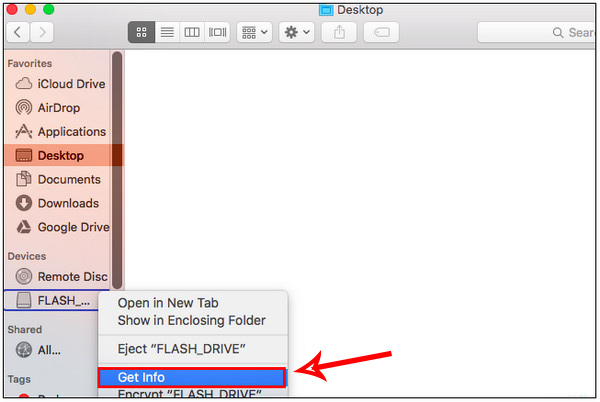 Desktop
Sear
Favorites
iCloud Drive
AirDrop
Applications
Desktop
Documents
Downloads
Google Drive
Devices
Remote Disc
FLASH_...
Open in New Tab
Show in Enclosing Folder
Eject “FLASH_DRIVE”
Get Info
Encrypt “FLASH_DRIVE”
Shared
All...
Tags